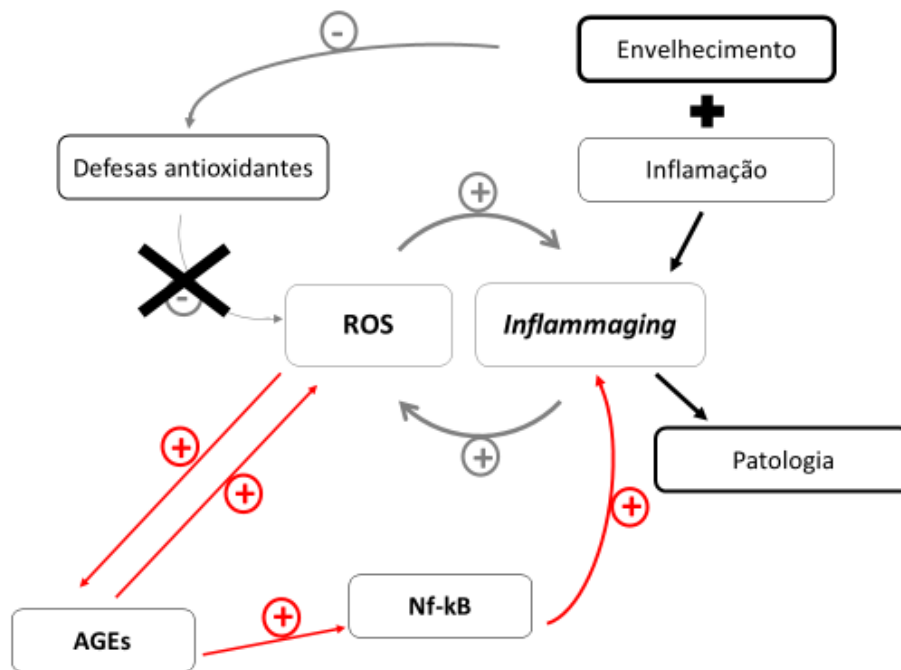 -
Envelhecimento
+
Defesas antioxidantes
Inflamação
+
-
ROS
Inflammaging
+
+
+
Patologia
+
+
Nf-kB
AGEs